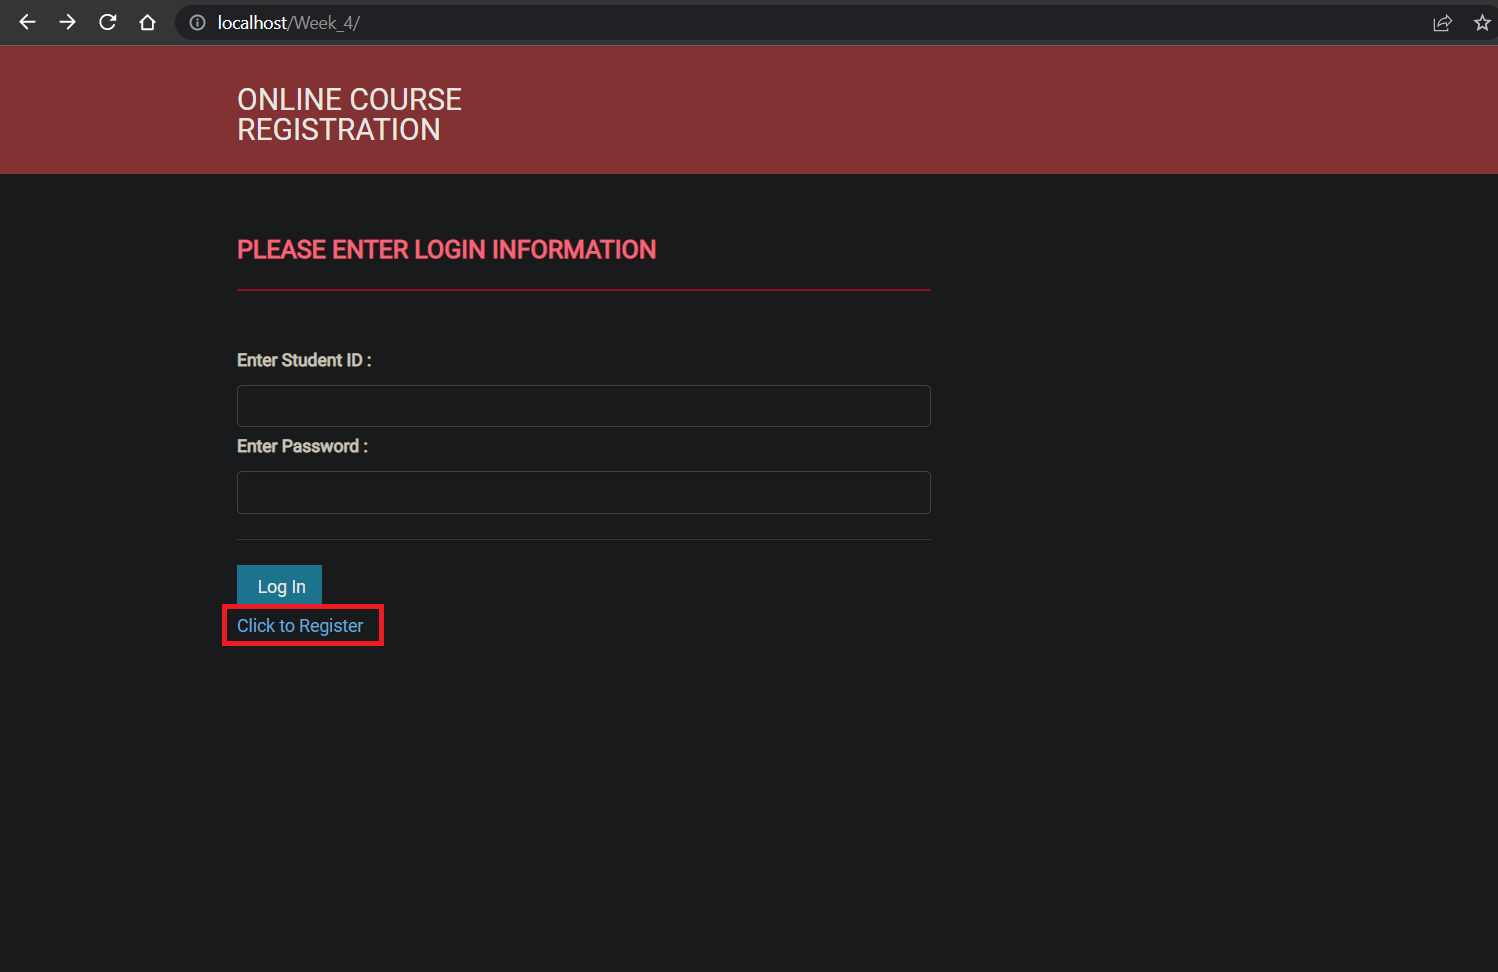 localhost/Week_4/
ONLINE COURSE
REGISTRATION
PLEASE ENTER LOGIN INFORMATION
Enter Student ID :
Enter Password :
Log In
Click to Register